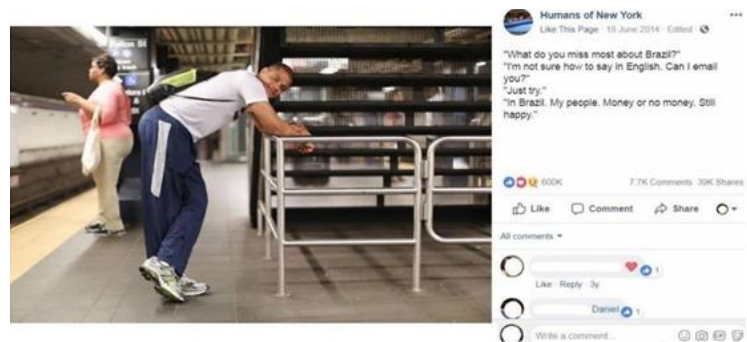 Fulton St
Humans of New York
Like This Page · 16 June 2014 · Edited ·
"What do you miss most about Brazil?"
"I'm not sure how to say in English. Can I email
you?"
"Just try."
"In Brazil. My people. Money or no money. Still
happy."
600K
7.7K Comments 39K Shares
Like Comment Share
All comments
1
Like · Reply · 3y
Daniel 1
Write a comment...